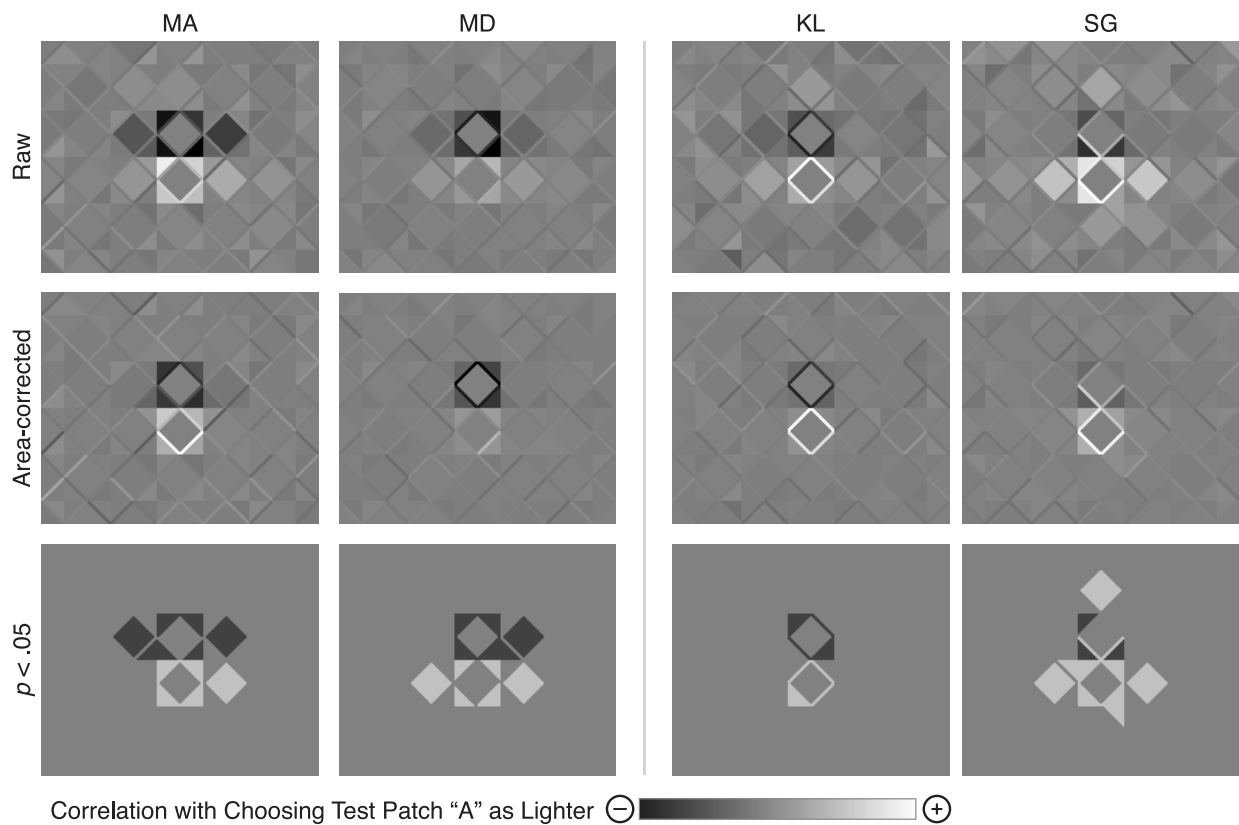 MA MD KL SG
Raw
Area-corrected
p < .05
Correlation with Choosing Test Patch “A” as Lighter − +